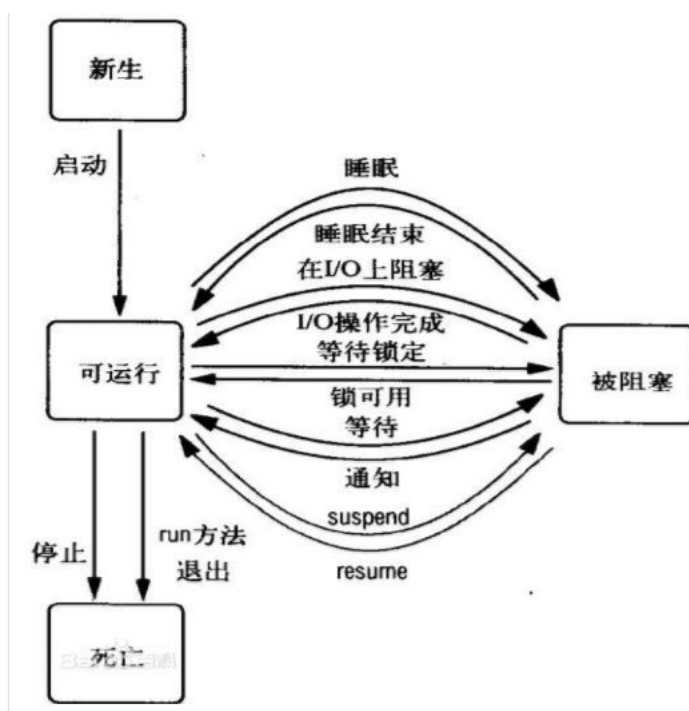 新生
启动
睡眠
睡眠结束
在I/O上阻塞
I/O操作完成
等待锁定
可运行
被阻塞
锁可用
等待
通知
suspend
resume
停止
run方法
退出
死亡